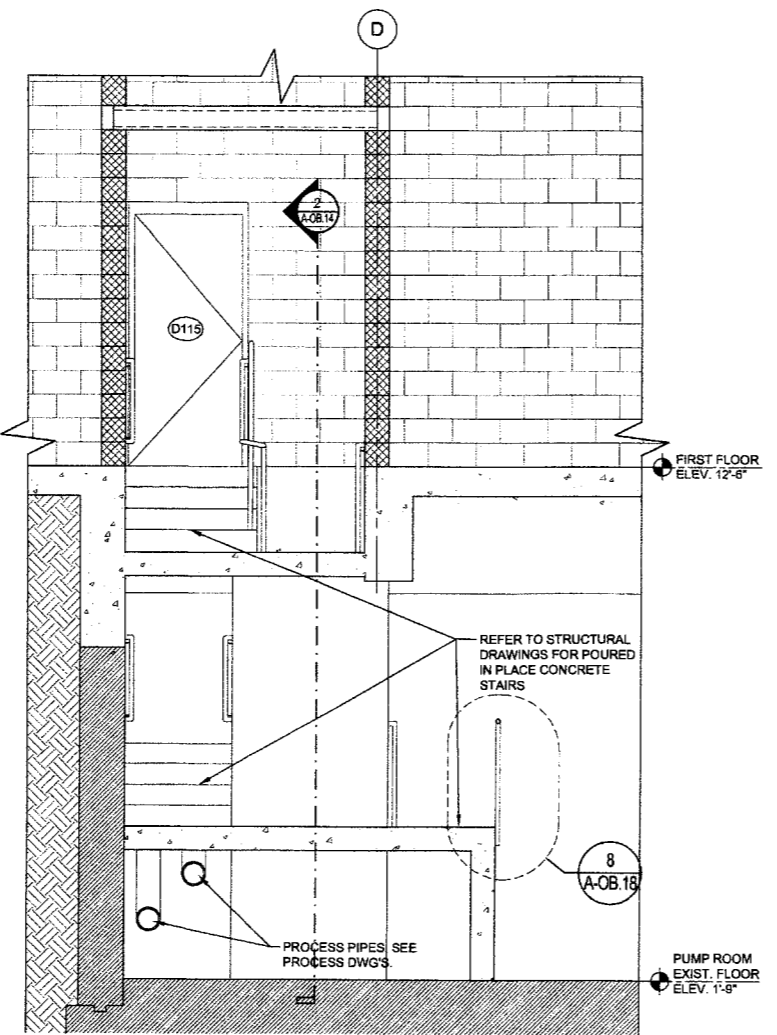 D
2
A-OB.14
D115
FIRST FLOOR
ELEV. 12'-6"
REFER TO STRUCTURAL
DRAWINGS FOR POURED
IN PLACE CONCRETE
STAIRS
8
A-OB.18
PROCESS PIPES, SEE
PROCESS DWG'S.
PUMP ROOM
EXIST. FLOOR
ELEV. 1'-9"